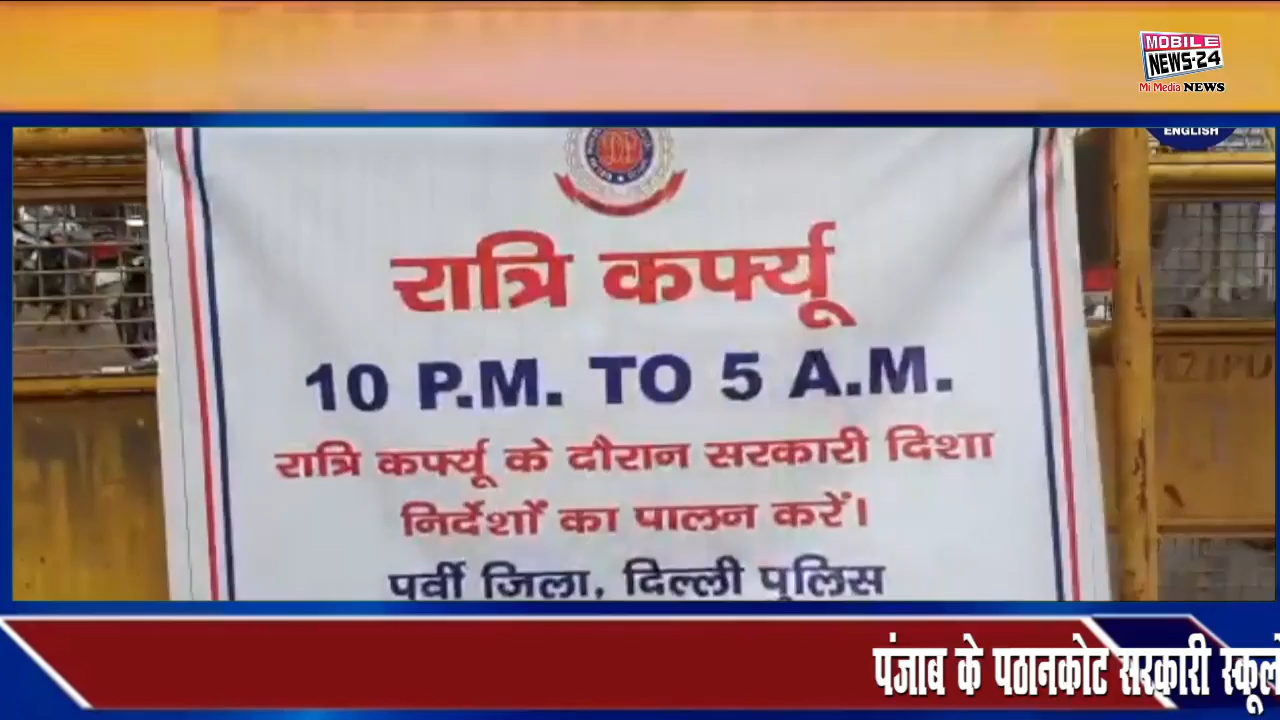 MOBILE
NEWS-24
Mi Media NEWS
ENGLISH
रात्रि कर्फ्यू
10 P.M. TO 5 A.M.
रात्रि कर्फ्यू के दौरान सरकारी दिशा
निर्देशों का पालन करें।
पूर्वी जिला, दिल्ली पुलिस
पंजाब के पठानकोट सरकारी